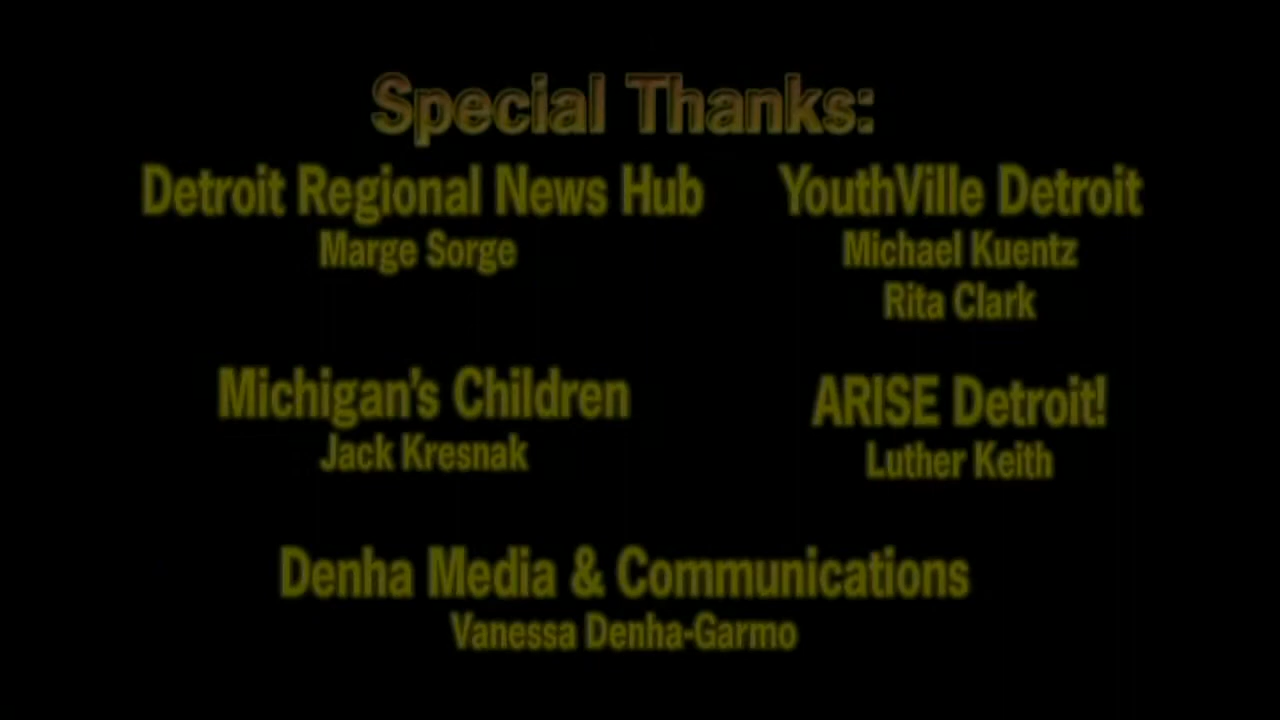 Special Thanks:
Detroit Regional News Hub
Marge Sorge
YouthVille Detroit
Michael Kuentz
Rita Clark
Michigan's Children
Jack Kresnak
ARISE Detroit!
Luther Keith
Denha Media & Communications
Vanessa Denha-Garmo